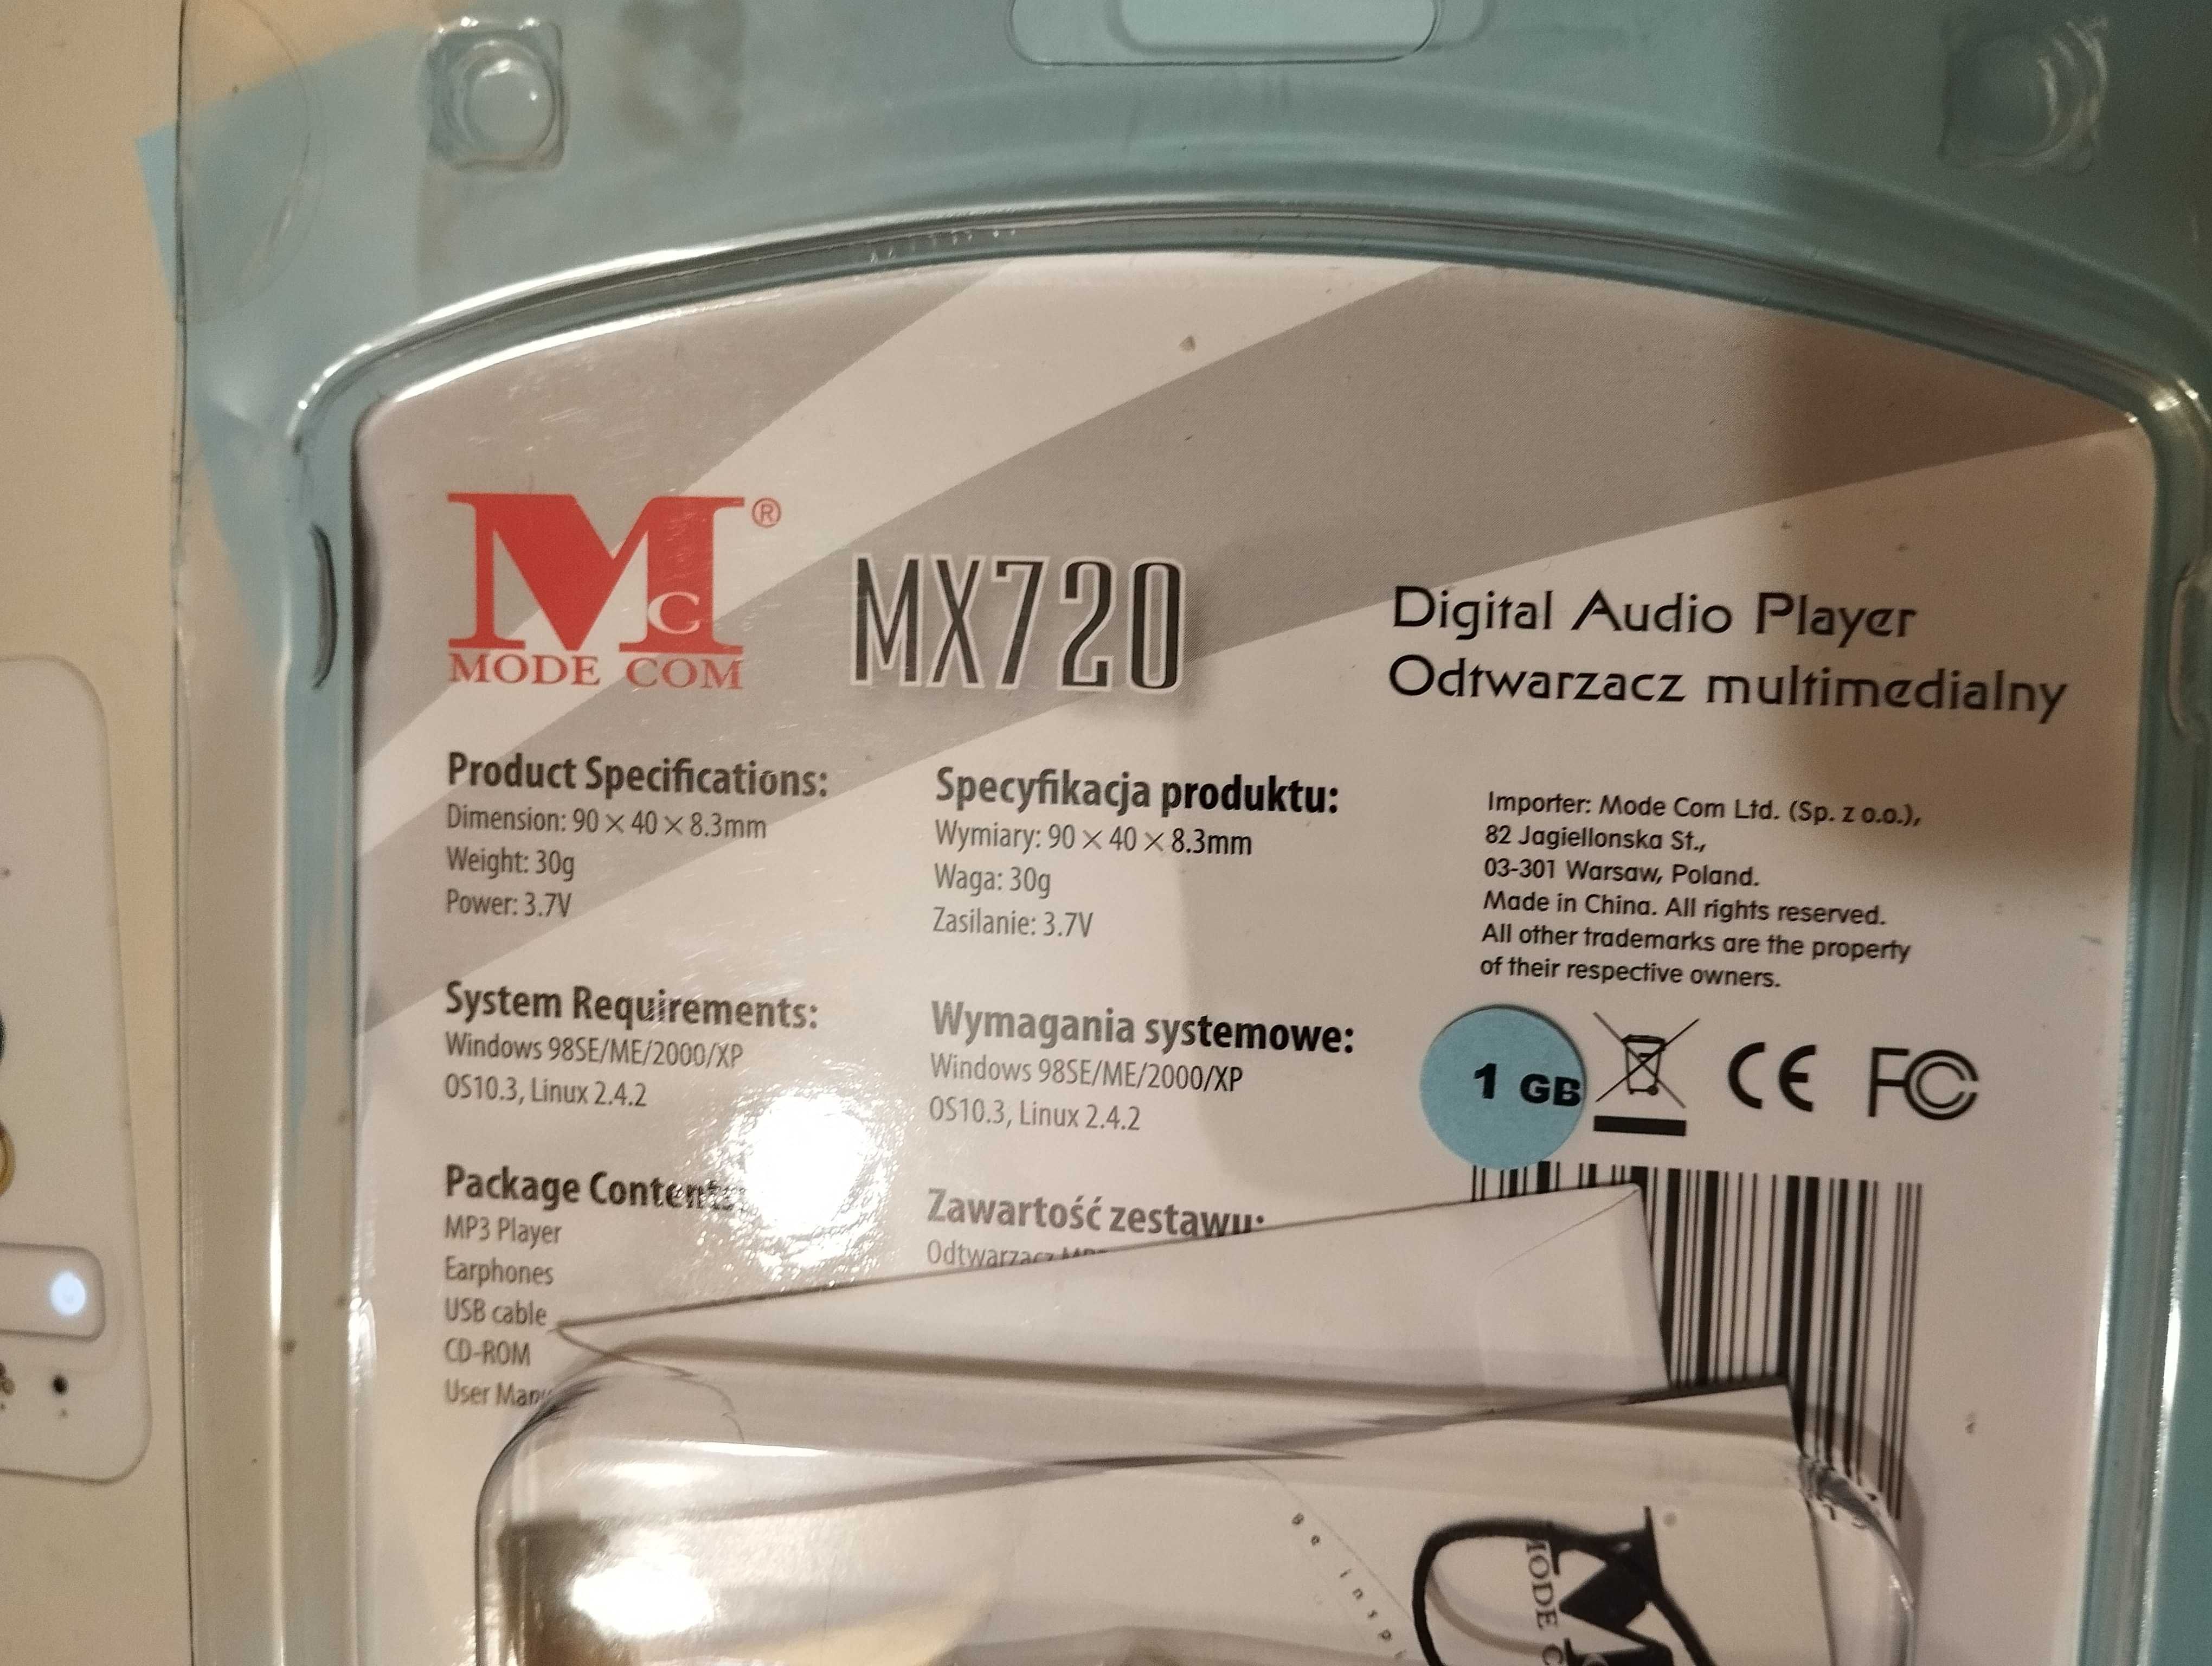 Mc®
MODE COM
MX720
Digital Audio Player
Odtwarzacz multimedialny
Product Specifications:
Dimension: 90 × 40 × 8.3mm
Weight: 30g
Power: 3.7V
System Requirements:
Windows 98SE/ME/2000/XP
OS10.3, Linux 2.4.2
Package Contents:
MP3 Player
Earphones
USB cable
CD-ROM
User
Specyfikacja produktu:
Wymiary: 90 × 40 × 8.3mm
Waga: 30g
Zasilanie: 3.7V
Wymagania systemowe:
Windows 98SE/ME/2000/XP
OS10.3, Linux 2.4.2
Zawartość zestawu:
Odtwarzacz
Importer: Mode Com Ltd. (Sp. z o.o.),
82 Jagiellonska St.,
03-301 Warsaw, Poland.
Made in China. All rights reserved.
All other trademarks are the property
of their respective owners.
1 GB
CE FC
be
MODE